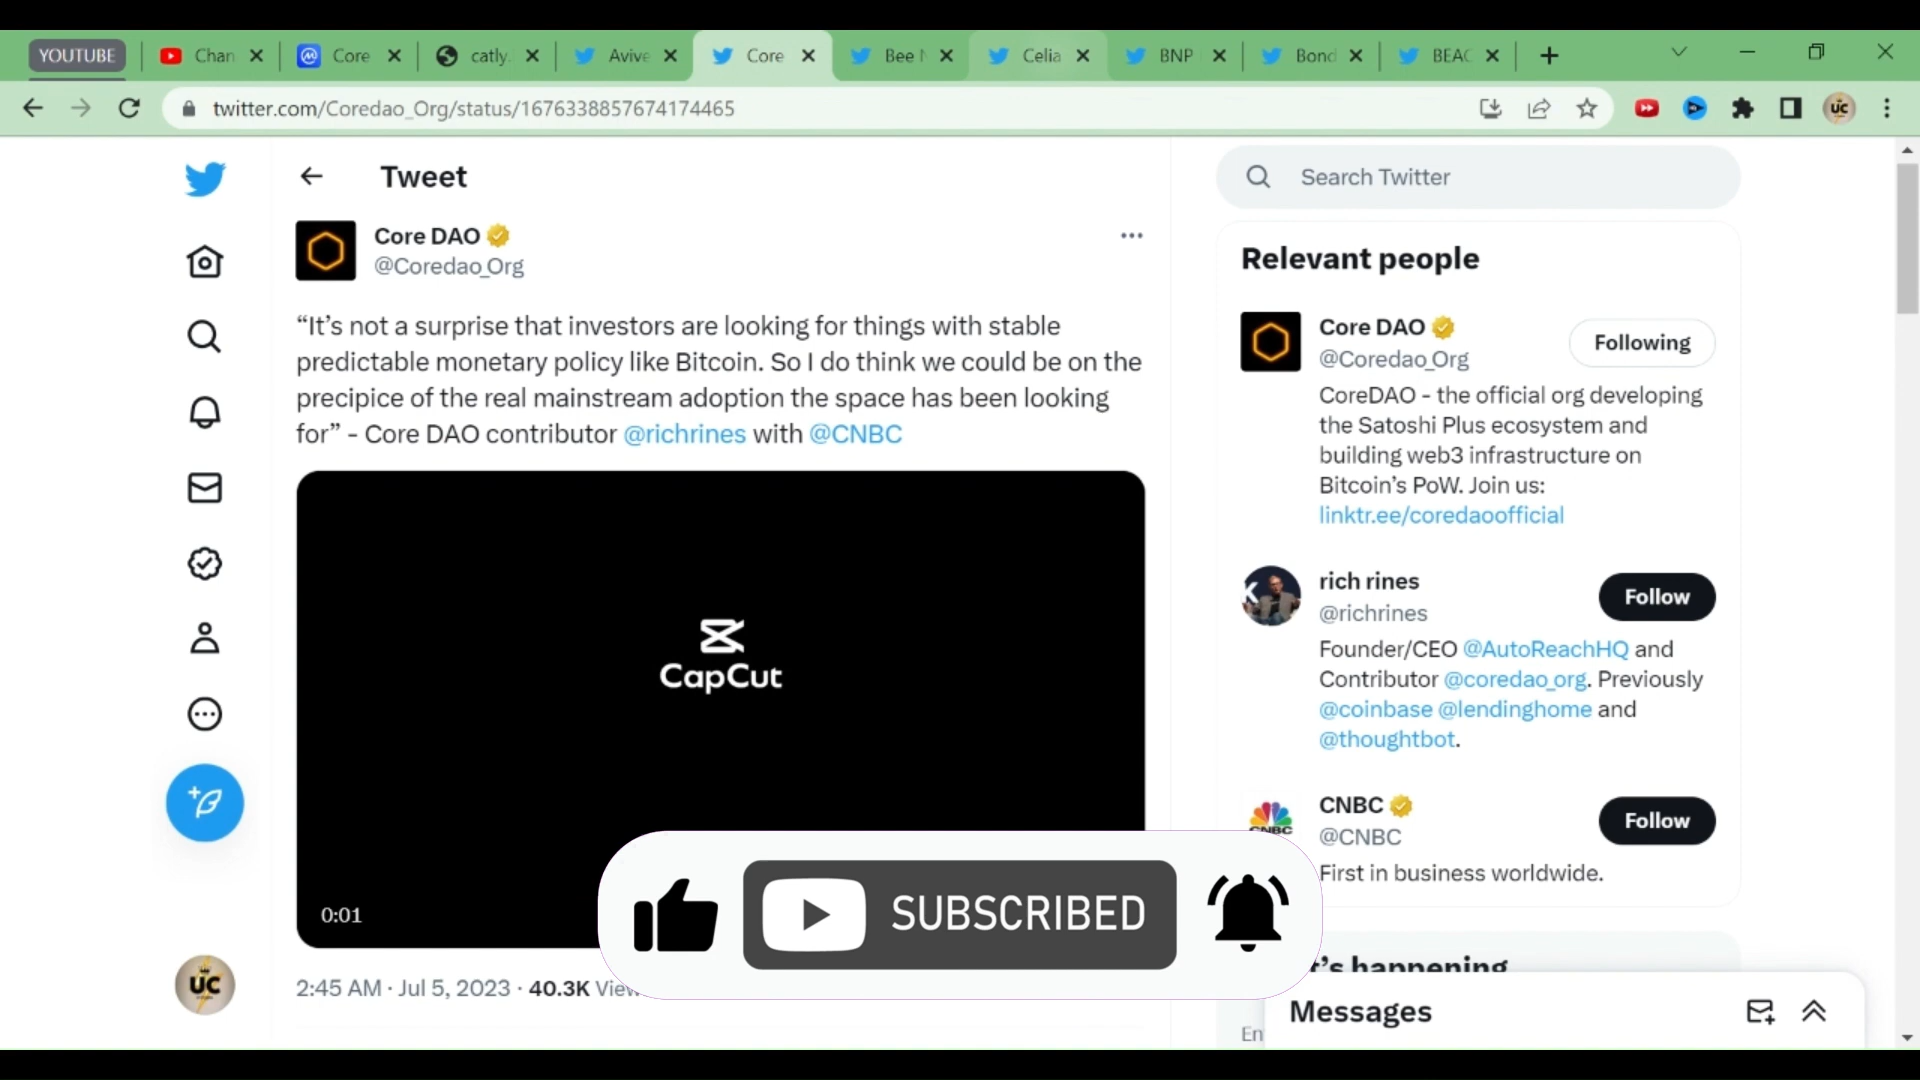 YOUTUBE
Chan
Core
catly.
Avive
Core
Bee N
Celia
BNP
Bond
BEAC
twitter.com/Coredao_Org/status/1676338857674174465
UC
Tweet
Search Twitter
Core DAO
@Coredao_Org
“It’s not a surprise that investors are looking for things with stable
predictable monetary policy like Bitcoin. So I do think we could be on the
precipice of the real mainstream adoption the space has been looking
for” - Core DAO contributor @richrines with @CNBC
CapCut
0:01
2:45 AM · Jul 5, 2023 · 40.3K View
UC
SUBSCRIBED
Relevant people
Core DAO
@Coredao_Org
Following
CoreDAO - the official org developing
the Satoshi Plus ecosystem and
building web3 infrastructure on
Bitcoin’s PoW. Join us:
linktr.ee/coredaoofficial
rich rines
@richrines
Follow
Founder/CEO @AutoReachHQ and
Contributor @coredao_org. Previously
@coinbase @lendinghome and
@thoughtbot.
CNBC
CNBC
@CNBC
Follow
First in business worldwide.
t’s happening
Messages
En